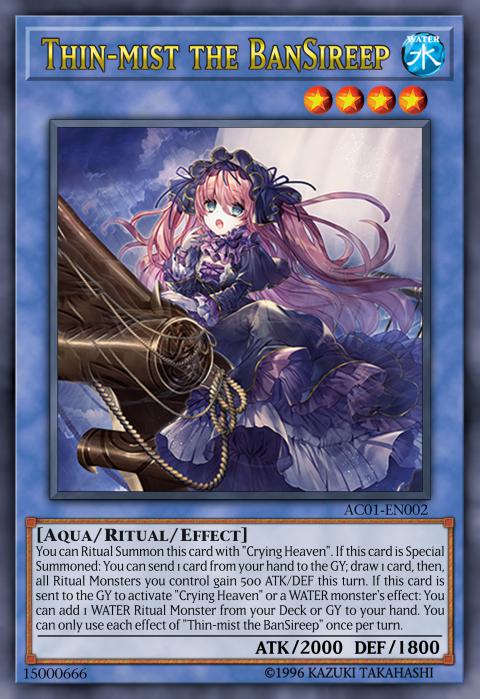 Thin-mist the BanSireep
WATER
水
AC01-EN002
[Aqua/Ritual/Effect]
You can Ritual Summon this card with "Crying Heaven". If this card is Special
Summoned: You can send 1 card from your hand to the GY; draw 1 card, then,
all Ritual Monsters you control gain 500 ATK/DEF this turn. If this card is
sent to the GY to activate "Crying Heaven" or a WATER monster's effect: You
can add 1 WATER Ritual Monster from your Deck or GY to your hand. You
can only use each effect of "Thin-mist the BanSireep" once per turn.
ATK/2000 DEF/1800
15000666
©1996 KAZUKI TAKAHASHI